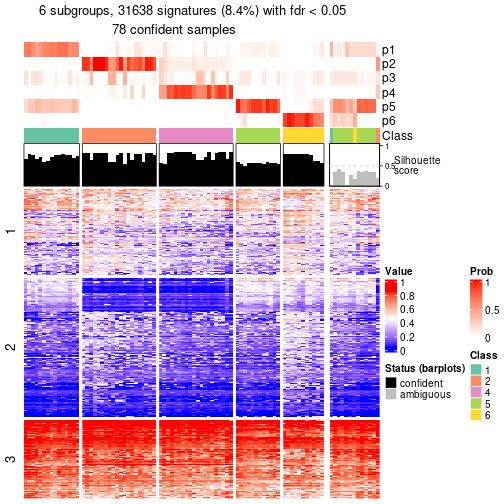 6 subgroups, 31638 signatures (8.4%) with fdr < 0.05
78 confident samples
p1
p2
p3
p4
p5
p6
Class
1
0.5
0
Silhouette
score
1
2
3
Value
1
0.8
0.6
0.4
0.2
0
Status (barplots)
confident
ambiguous
Prob
1
0.5
0
Class
1
2
4
5
6